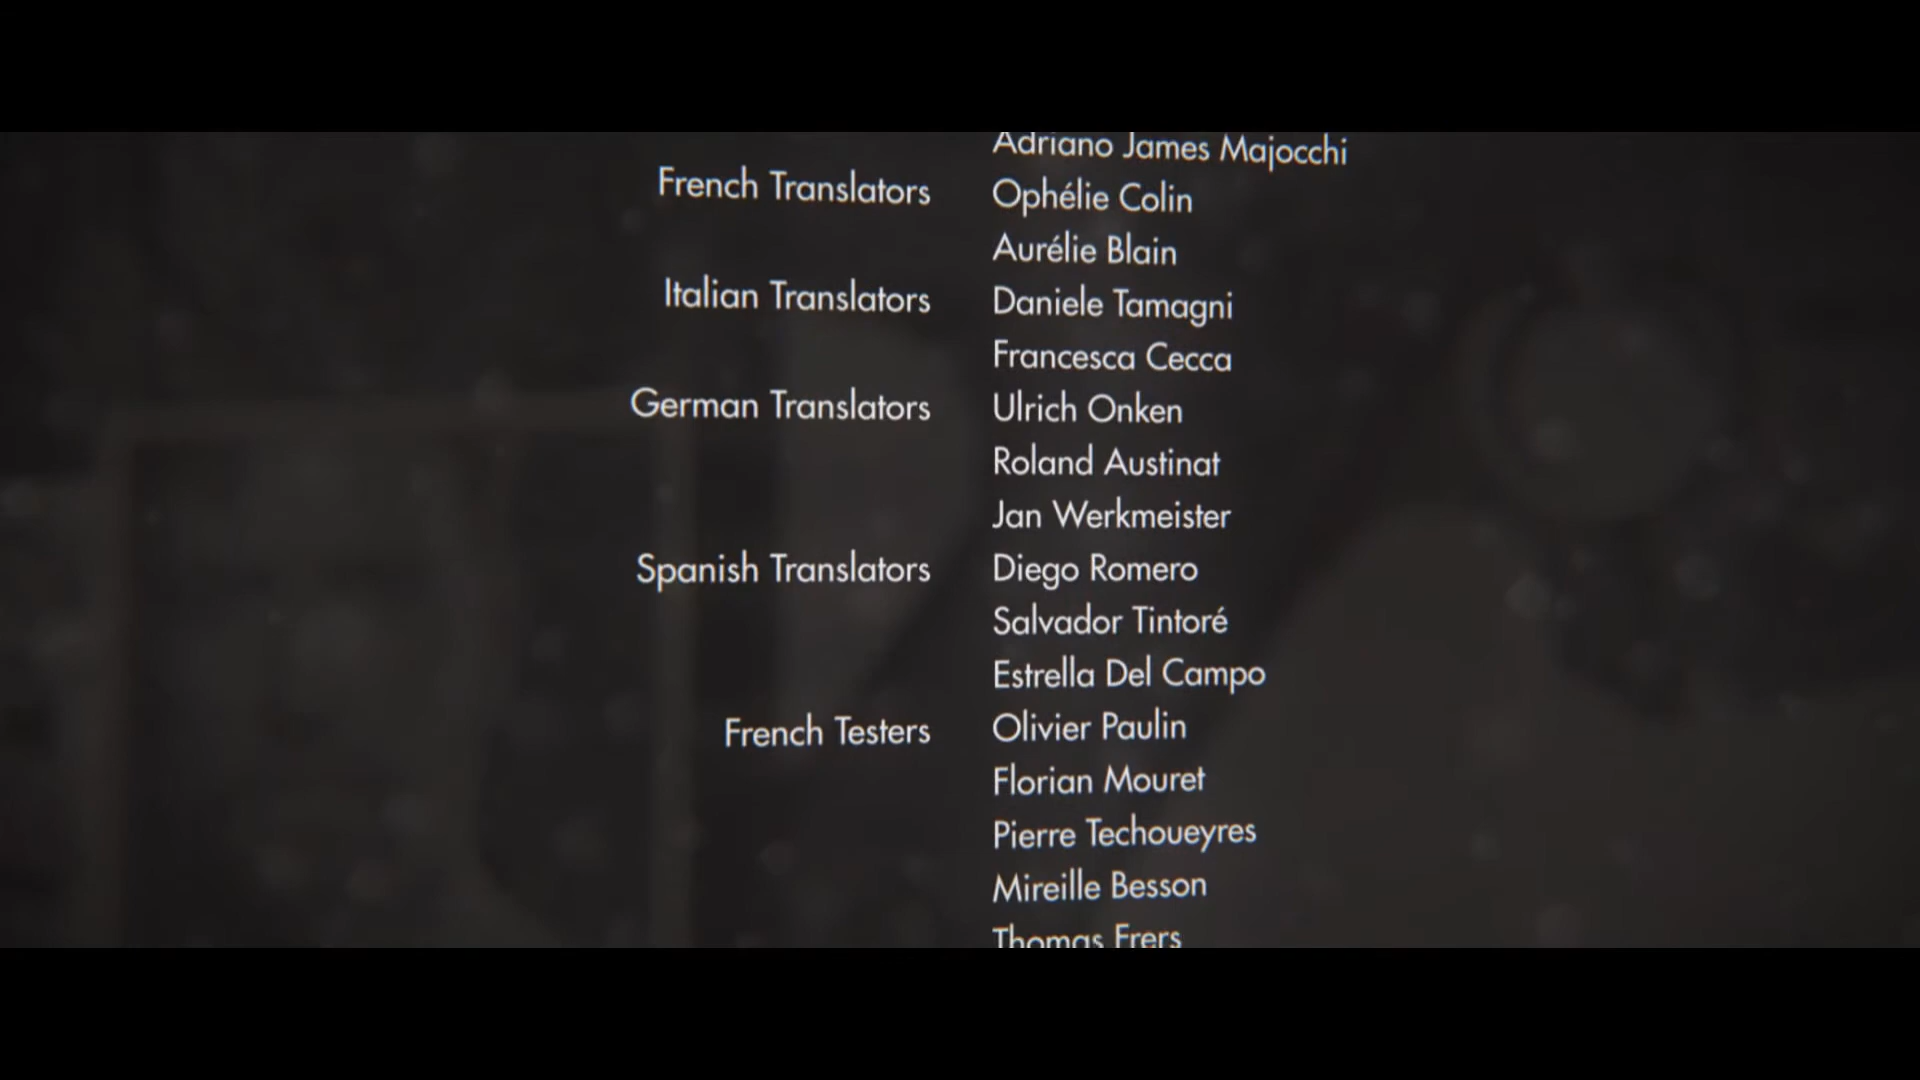 Adriano James Majocchi
French Translators Ophélie Colin
Aurélie Blain
Italian Translators Daniele Tamagni
Francesca Cecca
German Translators Ulrich Onken
Roland Austinat
Jan Werkmeister
Spanish Translators Diego Romero
Salvador Tintoré
Estrella Del Campo
French Testers Olivier Paulin
Florian Mouret
Pierre Techoueyres
Mireille Besson
Thomas Frers